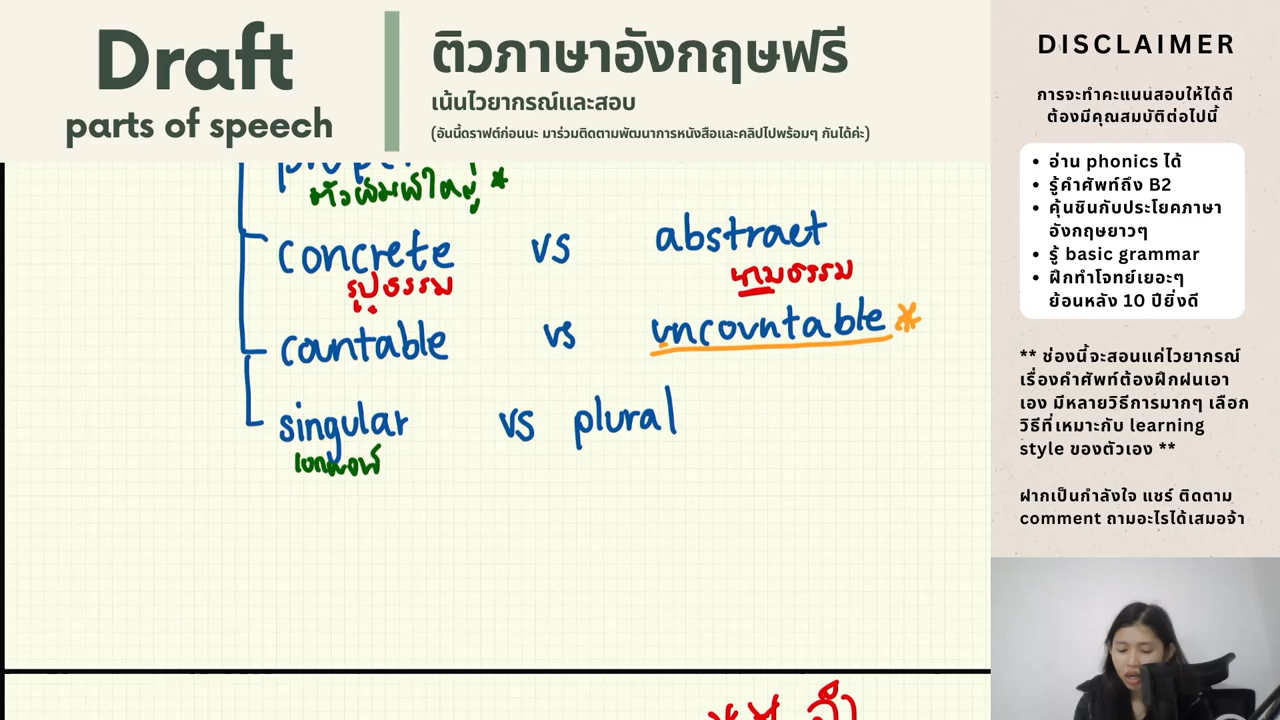 Draft
parts of speech
ติวภาษาอังกฤษฟรี
เน้นไวยากรณ์และสอบ
(อันนี้ดราฟต์ก่อนนะ มาร่วมติดตามพัฒนาการหนังสือและคลิปไปพร้อมๆ กันได้ค่ะ)
ตัวพิมพ์ใหญ่ *
concrete vs abstract
รูปธรรม นามธรรม
countable vs uncountable *
singular vs plural
เอกพจน์
DISCLAIMER
การจะทำคะแนนสอบให้ได้ดี
ต้องมีคุณสมบัติต่อไปนี้
• อ่าน phonics ได้
• รู้คำศัพท์ถึง B2
• คุ้นชินกับประโยคภาษา
อังกฤษยาวๆ
• รู้ basic grammar
• ฝึกทำโจทย์เยอะๆ
ย้อนหลัง 10 ปียิ่งดี
** ช่องนี้จะสอนแค่ไวยากรณ์
เรื่องคำศัพท์ต้องฝึกฝนเอา
เอง มีหลายวิธีการมากๆ เลือก
วิธีที่เหมาะกับ learning
style ของตัวเอง **
ฝากเป็นกำลังใจ แชร์ ติดตาม
comment ถามอะไรได้เสมอจ้า